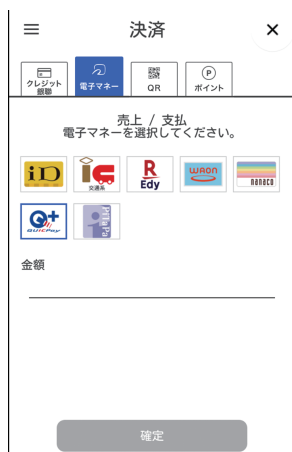 決済
クレジット
銀聯
電子マネー
QR
ポイント
売上 / 支払
電子マネーを選択してください。
iD
交通系
R
Edy
WAON
nanaco
Q+
QUICPay
PiTaPa
金額
確定